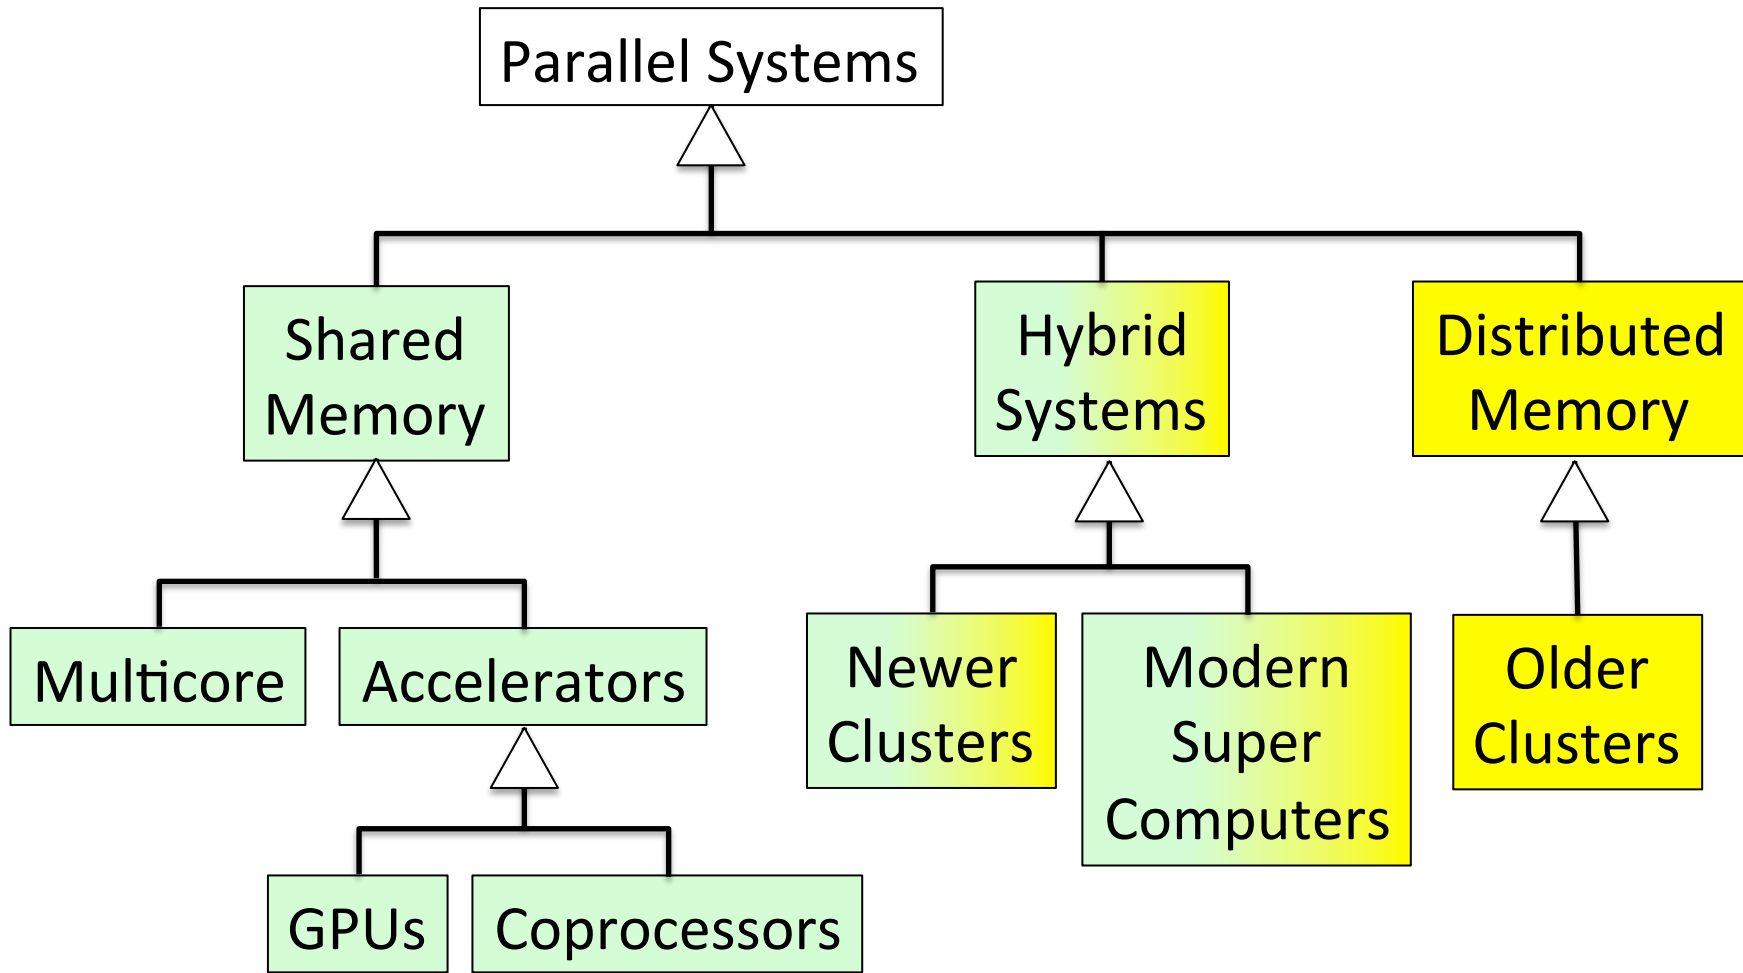 Parallel Systems
Shared
Memory
Hybrid
Systems
Distributed
Memory
Multicore
Accelerators
Newer
Clusters
Modern
Super
Computers
Older
Clusters
GPUs
Coprocessors